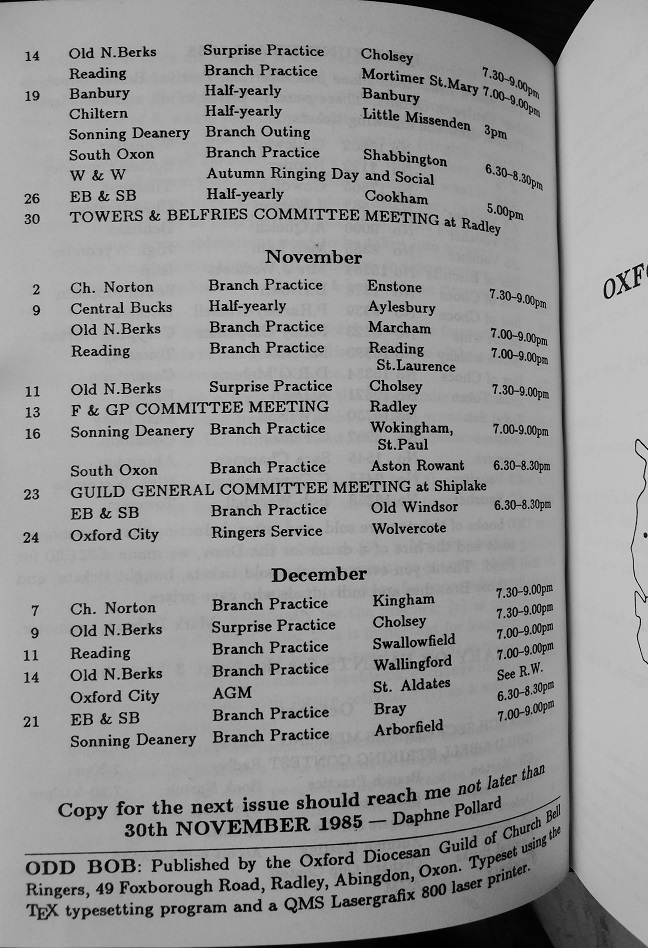 14 Old N.Berks Surprise Practice Cholsey 7.30–9.00pm
Reading Branch Practice Mortimer St.Mary 7.00–9.00pm
19 Banbury Half-yearly Banbury
Chiltern Half-yearly Little Missenden 3pm
Sonning Deanery Branch Outing
South Oxon Branch Practice Shabbington 6.30–8.30pm
W & W Autumn Ringing Day and Social
26 EB & SB Half-yearly Cookham 5.00pm
30 TOWERS & BELFRIES COMMITTEE MEETING at Radley
November
2 Ch. Norton Branch Practice Enstone 7.30–9.00pm
9 Central Bucks Half-yearly Aylesbury
Old N.Berks Branch Practice Marcham 7.00–9.00pm
Reading Branch Practice Reading 7.00–9.00pm
St.Laurence
11 Old N.Berks Surprise Practice Cholsey 7.30–9.00pm
13 F & GP COMMITTEE MEETING Radley
16 Sonning Deanery Branch Practice Wokingham, 7.00-9.00pm
St.Paul
South Oxon Branch Practice Aston Rowant 6.30–8.30pm
23 GUILD GENERAL COMMITTEE MEETING at Shiplake
EB & SB Branch Practice Old Windsor 6.30–8.30pm
24 Oxford City Ringers Service Wolvercote
December
7 Ch. Norton Branch Practice Kingham 7.30–9.00pm
9 Old N.Berks Surprise Practice Cholsey 7.30–9.00pm
11 Reading Branch Practice Swallowfield 7.00–9.00pm
14 Old N.Berks Branch Practice Wallingford 7.00–9.00pm
Oxford City AGM St. Aldates See R.W.
21 EB & SB Branch Practice Bray 6.30–8.30pm
Sonning Deanery Branch Practice Arborfield 7.00–9.00pm
Copy for the next issue should reach me not later than
30th NOVEMBER 1985 — Daphne Pollard
ODD BOB: Published by the Oxford Diocesan Guild of Church Bell
Ringers, 49 Foxborough Road, Radley, Abingdon, Oxon. Typeset using the
TEX typesetting program and a QMS Lasergrafix 800 laser printer.